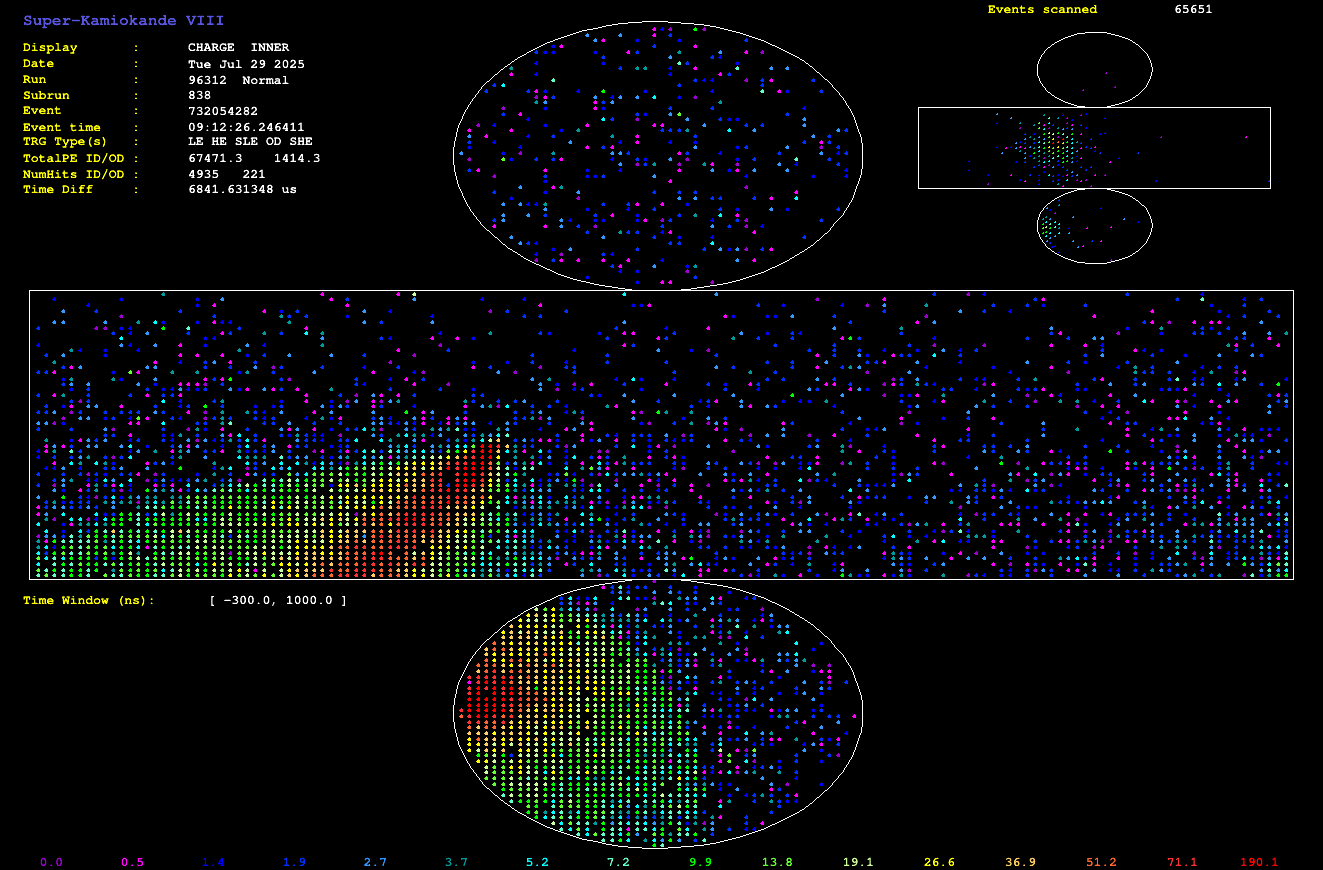 Super-Kamiokande VIII
Events scanned 65651
Display : CHARGE INNER
Date : Tue Jul 29 2025
Run : 96312 Normal
Subrun : 838
Event : 732054282
Event time : 09:12:26.246411
TRG Type(s) : LE HE SLE OD SHE
TotalPE ID/OD : 67471.3 1414.3
NumHits ID/OD : 4935 221
Time Diff : 6841.631348 us
Time Window (ns): [ -300.0, 1000.0 ]
0.0 0.5 1.4 1.9 2.7 3.7 5.2 7.2 9.9 13.8 19.1 26.6 36.9 51.2 71.1 190.1